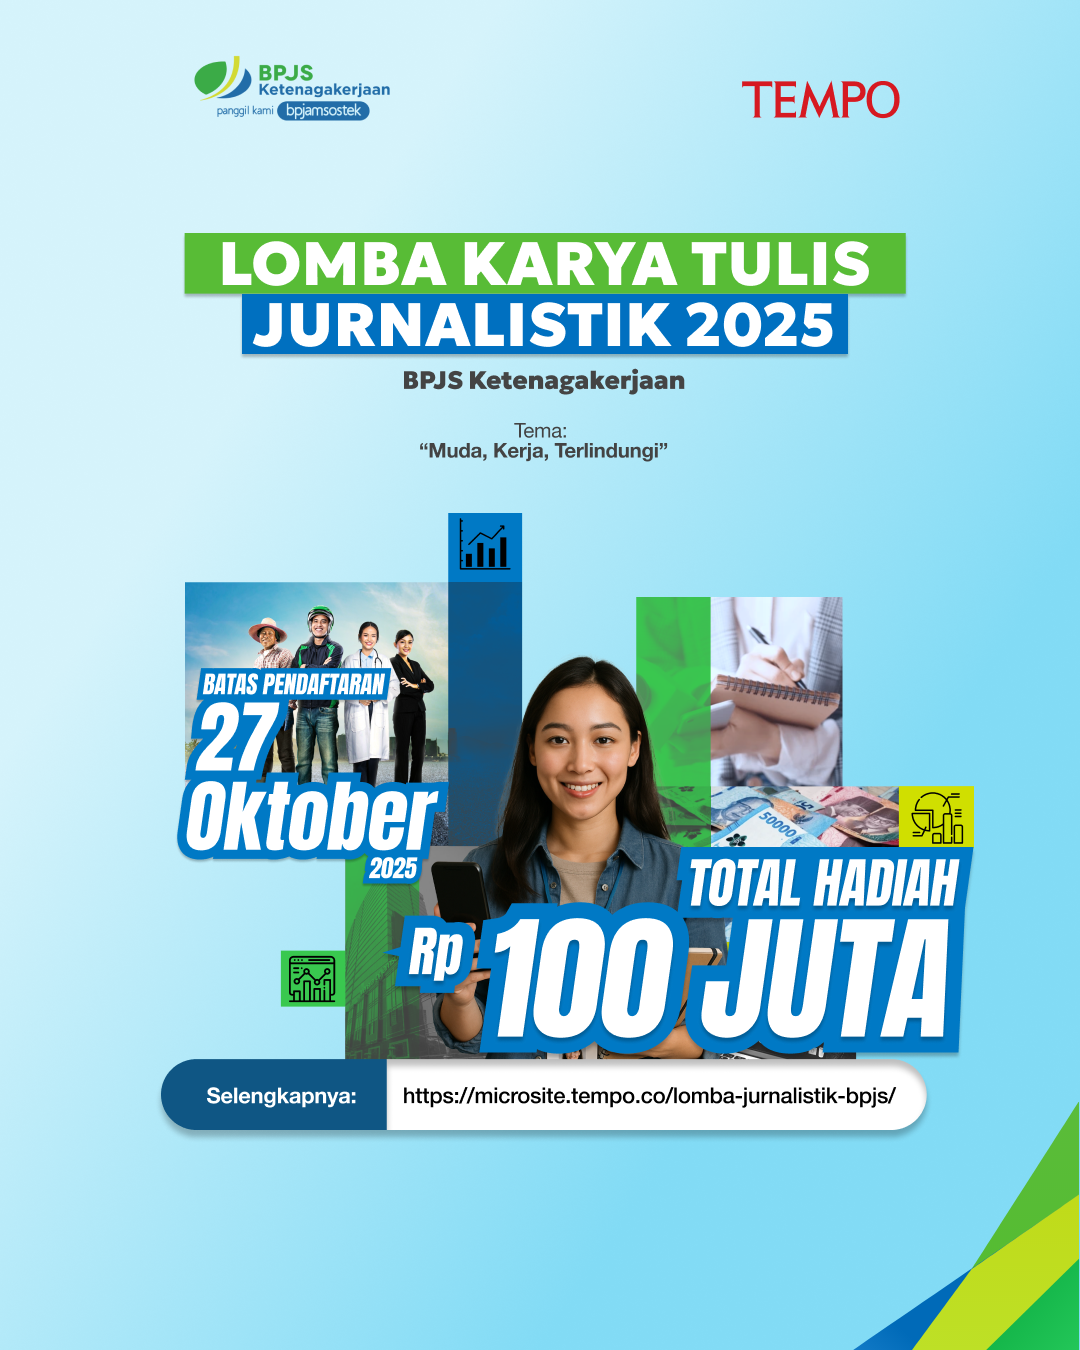 BPJS
Ketenagakerjaan
panggil kami bpjamsostek
TEMPO
LOMBA KARYA TULIS
JURNALISTIK 2025
BPJS Ketenagakerjaan
Tema:
“Muda, Kerja, Terlindungi”
BATAS PENDAFTARAN
27
Oktober
2025
50000
TOTAL HADIAH
Rp 100 JUTA
Selengkapnya: https://microsite.tempo.co/lomba-jurnalistik-bpjs/